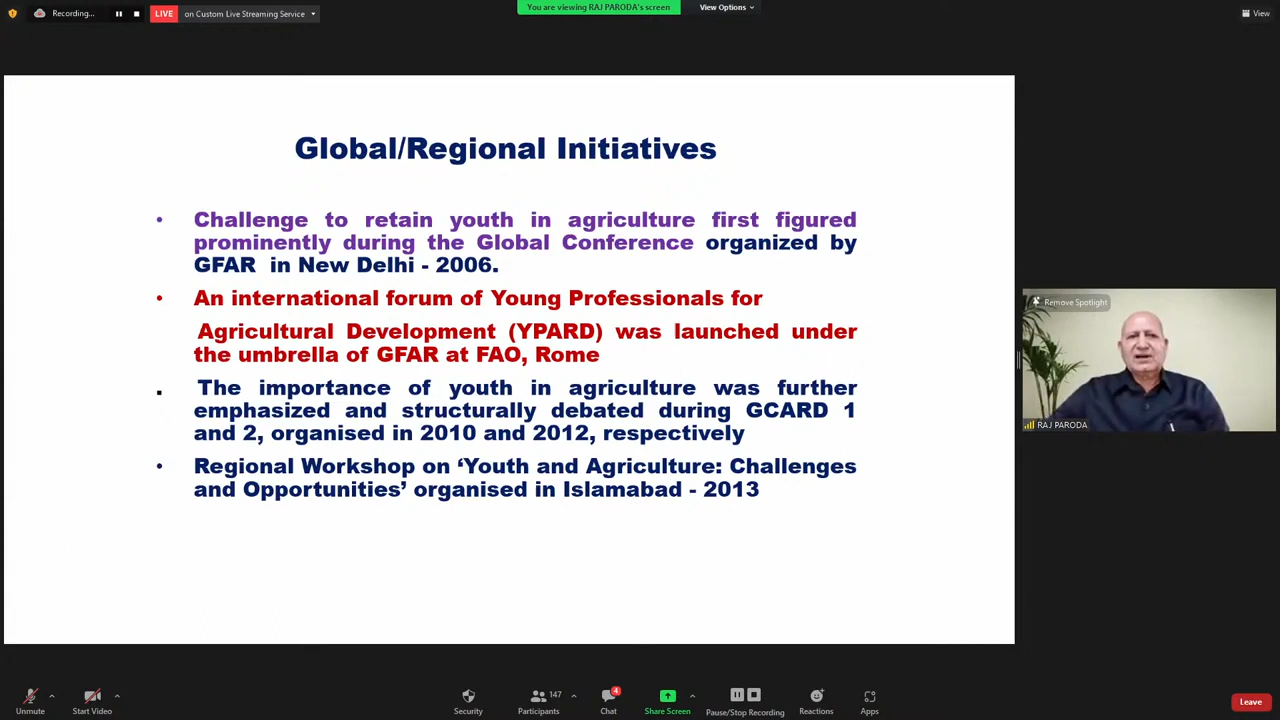 Recording...
LIVE on Custom Live Streaming Service
You are viewing RAJ PARODA's screen
View Options
View
Global/Regional Initiatives
• Challenge to retain youth in agriculture first figured
prominently during the Global Conference organized by
GFAR in New Delhi - 2006.
• An international forum of Young Professionals for
Agricultural Development (YPARD) was launched under
the umbrella of GFAR at FAO, Rome
. The importance of youth in agriculture was further
emphasized and structurally debated during GCARD 1
and 2, organised in 2010 and 2012, respectively
• Regional Workshop on ‘Youth and Agriculture: Challenges
and Opportunities’ organised in Islamabad - 2013
Remove Spotlight
RAJ PARODA
Unmute
Start Video
Security
147
Participants
4
Chat
Share Screen
Pause/Stop Recording
Reactions
Apps
Leave